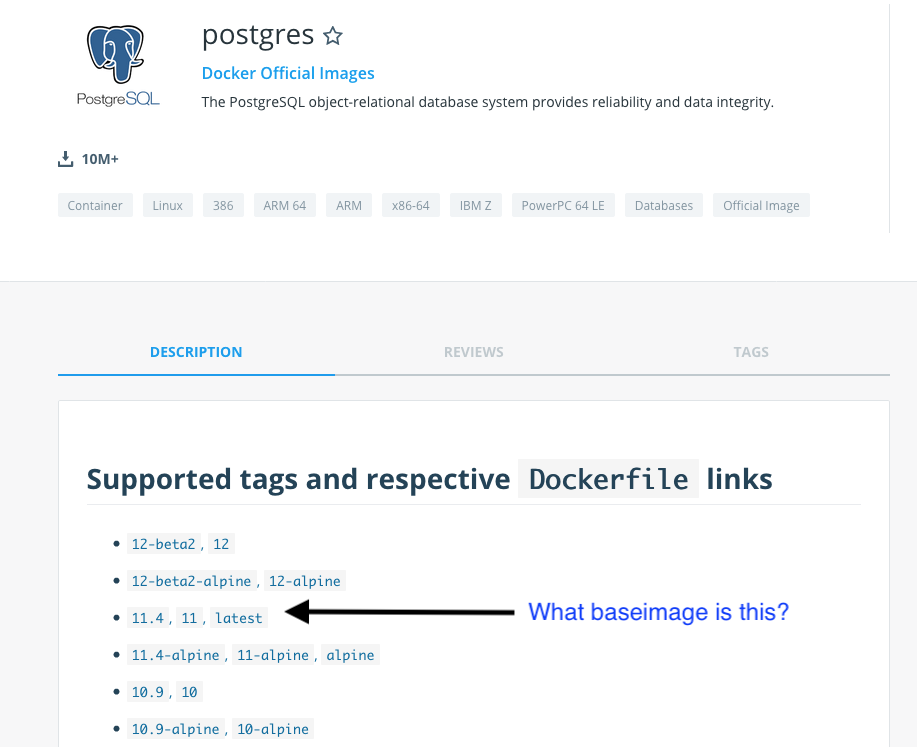 postgres
PostgreSQL
Docker Official Images
The PostgreSQL object-relational database system provides reliability and data integrity.
10M+
Container Linux 386 ARM 64 ARM x86-64 IBM Z PowerPC 64 LE Databases Official Image
DESCRIPTION REVIEWS TAGS
Supported tags and respective Dockerfile links
• 12-beta2, 12
• 12-beta2-alpine, 12-alpine
• 11.4, 11, latest What baseimage is this?
• 11.4-alpine, 11-alpine, alpine
• 10.9, 10
• 10.9-alpine, 10-alpine